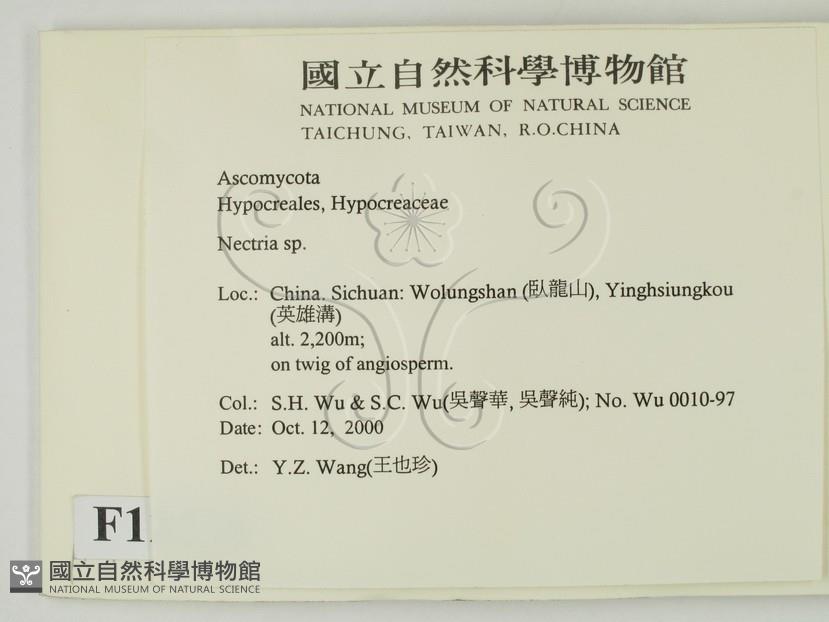 國立自然科學博物館
NATIONAL MUSEUM OF NATURAL SCIENCE
TAICHUNG, TAIWAN, R.O.CHINA
Ascomycota
Hypocreales, Hypocreaceae
Nectria sp.
Loc.: China. Sichuan: Wolungshan (臥龍山), Yinghsiungkou
(英雄溝)
alt. 2,200m;
on twig of angiosperm.
Col.: S.H. Wu & S.C. Wu(吳聲華, 吳聲純); No. Wu 0010-97
Date: Oct. 12, 2000
Det.: Y.Z. Wang(王也珍)
F1
國立自然科學博物館
NATIONAL MUSEUM OF NATURAL SCIENCE